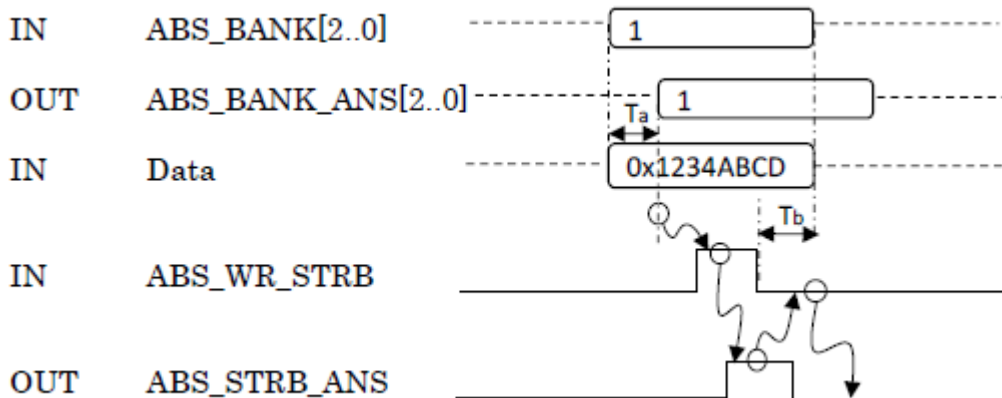 IN ABS_BANK[2..0] 1
OUT ABS_BANK_ANS[2..0] 1
Ta
IN Data 0x1234ABCD
Tb
IN ABS_WR_STRB
OUT ABS_STRB_ANS